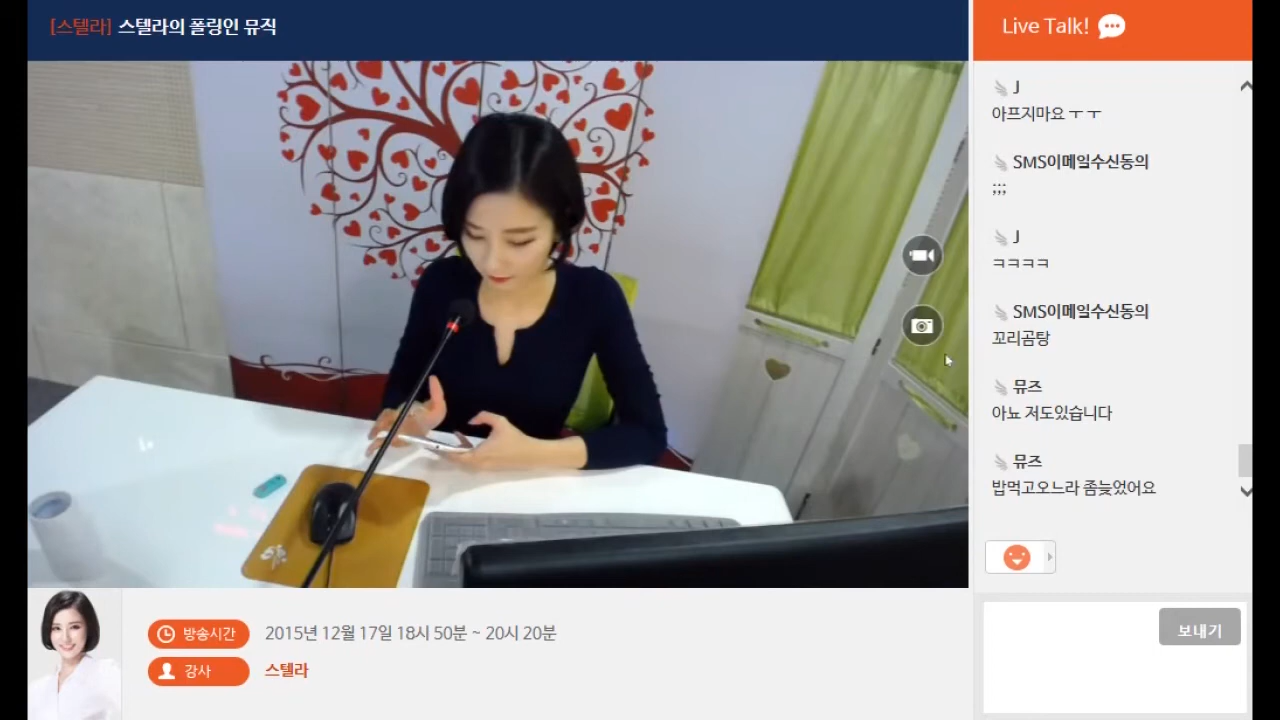 [스텔라] 스텔라의 폴링인 뮤직
Live Talk!
J
아프지마요 ㅜㅜ
SMS이메일수신동의
;;;
J
ㅋㅋㅋㅋ
SMS이메일수신동의
꼬리곰탕
뮤즈
아뇨 저도있습니다
뮤즈
밥먹고오느라 좀늦었어요
보내기
방송시간 2015년 12월 17일 18시 50분 ~ 20시 20분
강사 스텔라